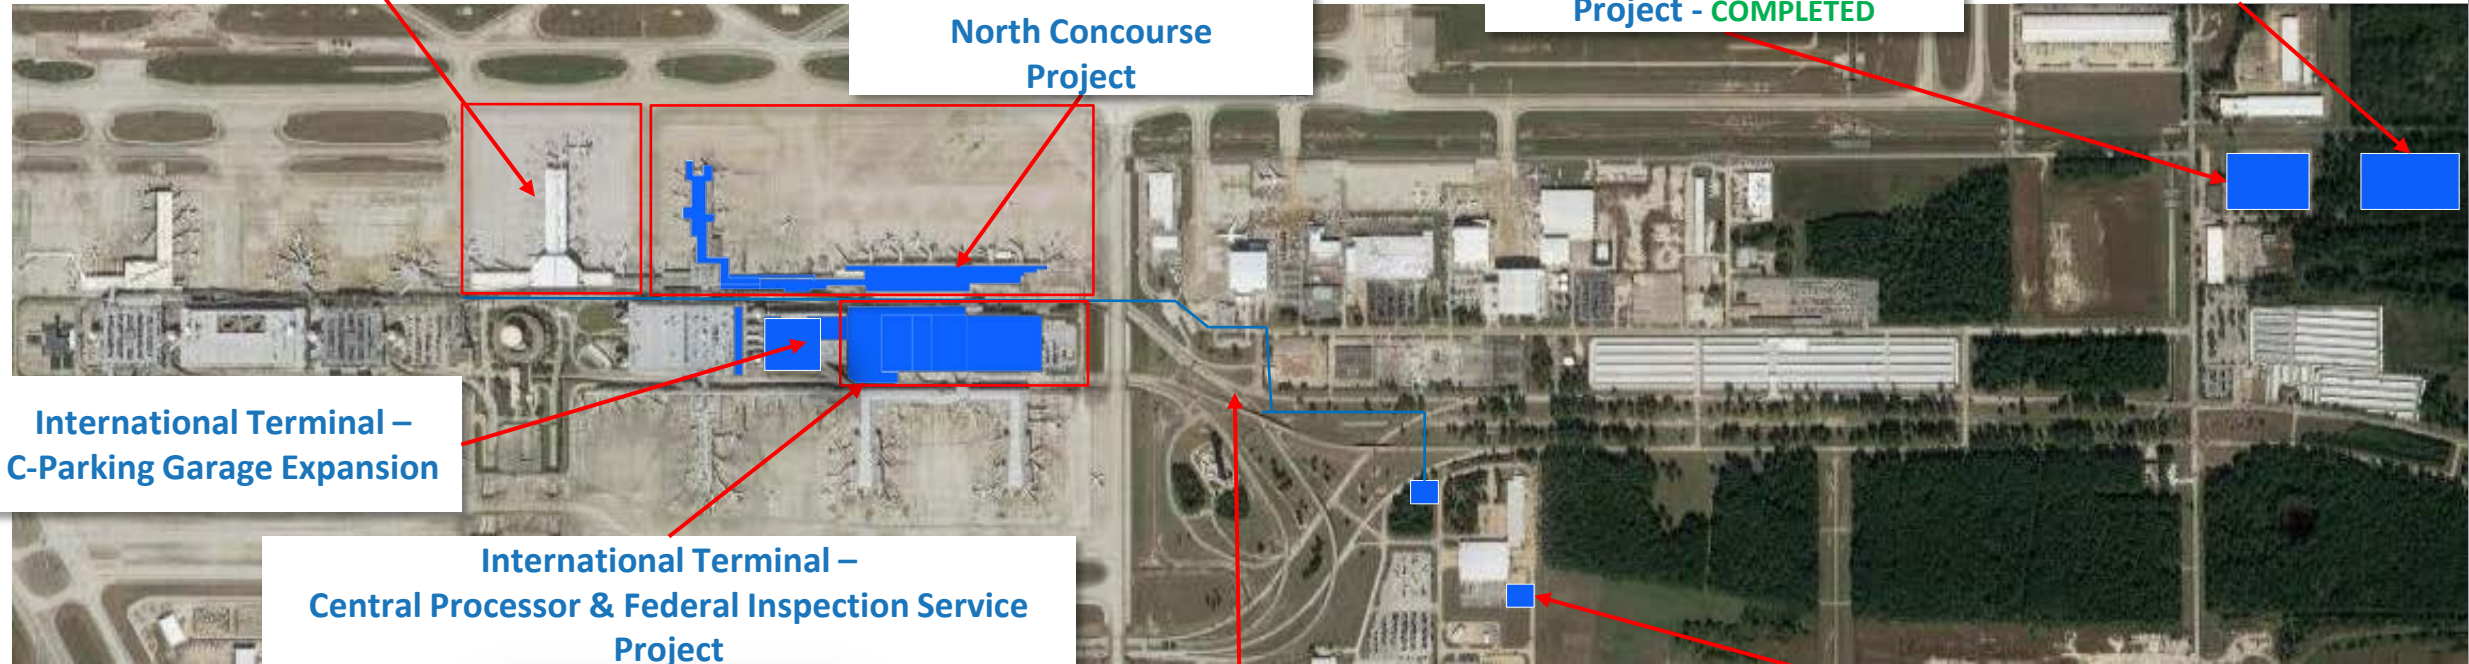 North Concourse
Project
Project - COMPLETED
International Terminal –
C-Parking Garage Expansion
International Terminal –
Central Processor & Federal Inspection Service
Project